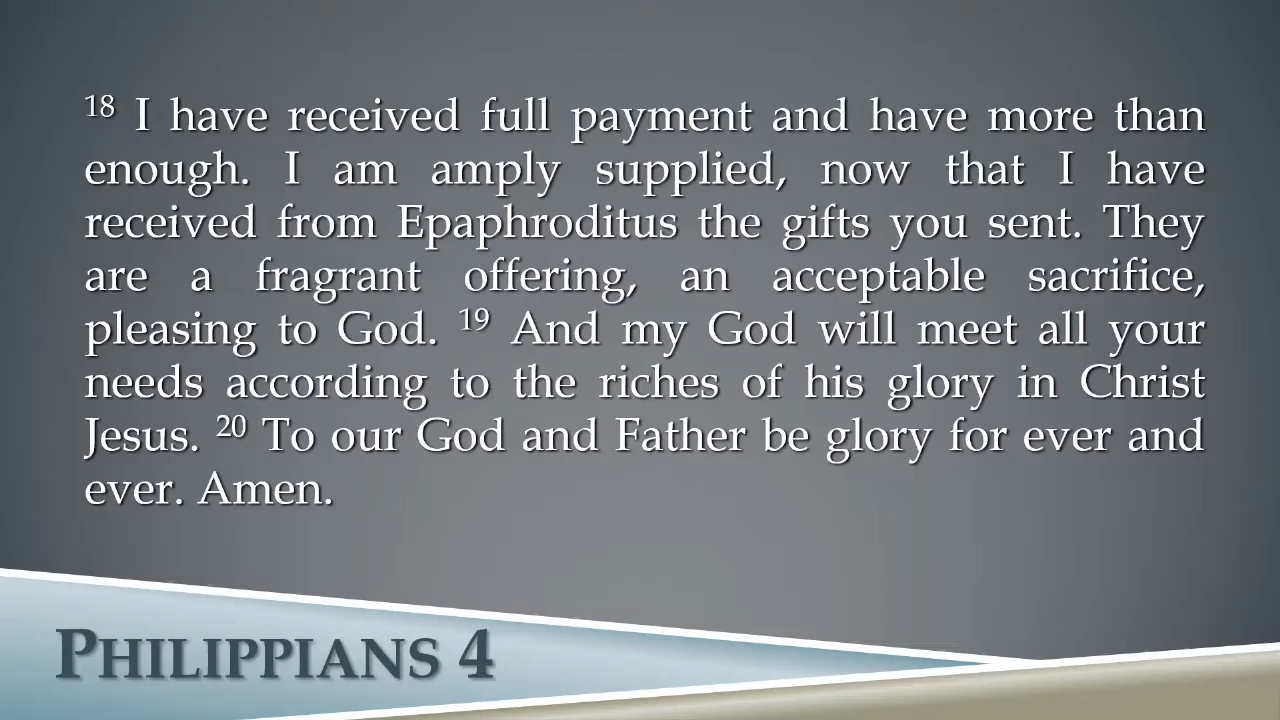 18 I have received full payment and have more than
enough. I am amply supplied, now that I have
received from Epaphroditus the gifts you sent. They
are a fragrant offering, an acceptable sacrifice,
pleasing to God. 19 And my God will meet all your
needs according to the riches of his glory in Christ
Jesus. 20 To our God and Father be glory for ever and
ever. Amen.
PHILIPPIANS 4